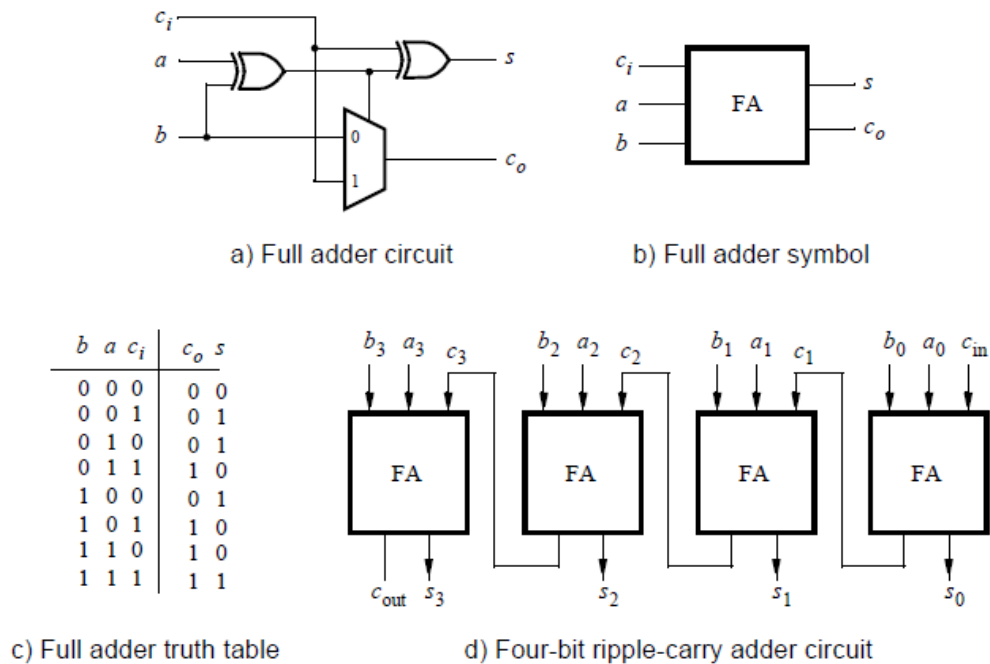 c_i
a
b
s
0
1
c_o
a) Full adder circuit
c_i
a
b
FA
s
c_o
b) Full adder symbol
b a c_i c_o s
0 0 0 0 0
0 0 1 0 1
0 1 0 0 1
0 1 1 1 0
1 0 0 0 1
1 0 1 1 0
1 1 0 1 0
1 1 1 1 1
c) Full adder truth table
b_3 a_3 c_3 b_2 a_2 c_2 b_1 a_1 c_1 b_0 a_0 c_in
FA FA FA FA
c_out s_3 s_2 s_1 s_0
d) Four-bit ripple-carry adder circuit